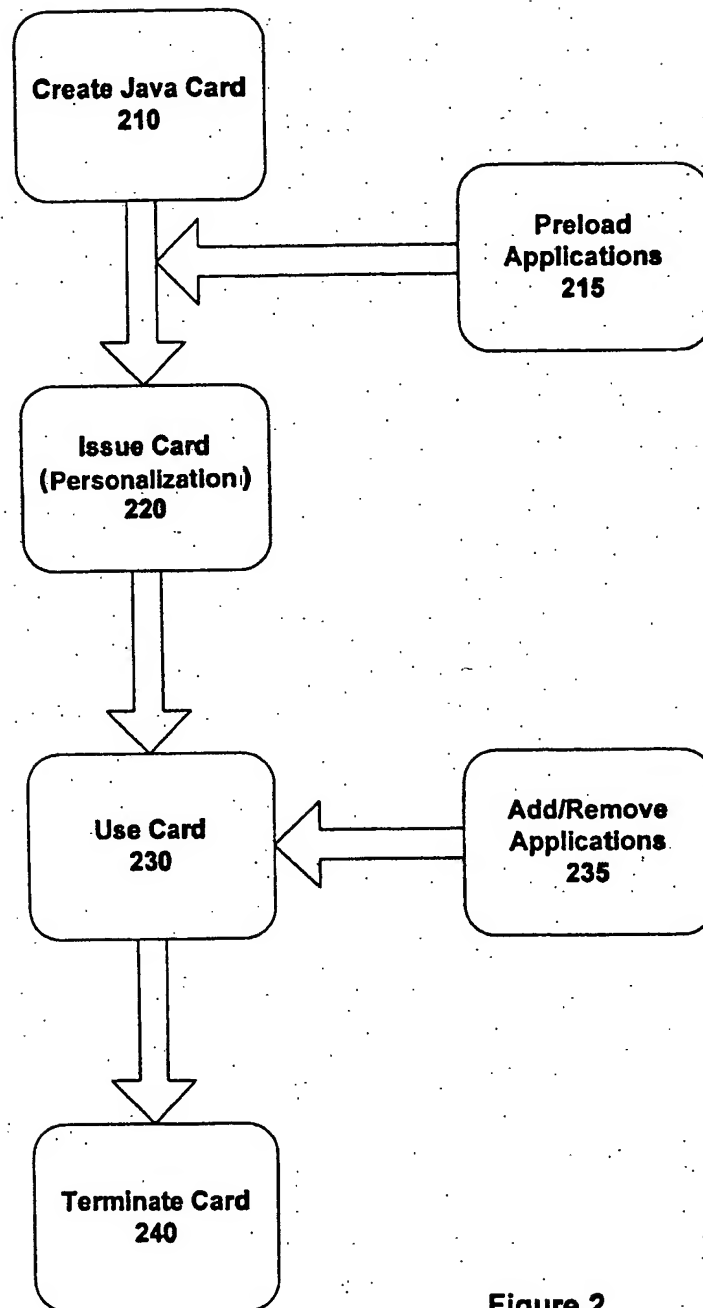 Create Java Card
210
Preload
Applications
215
Issue Card
(Personalization)
220
Use Card
230
Add/Remove
Applications
235
Terminate Card
240
Figure 2